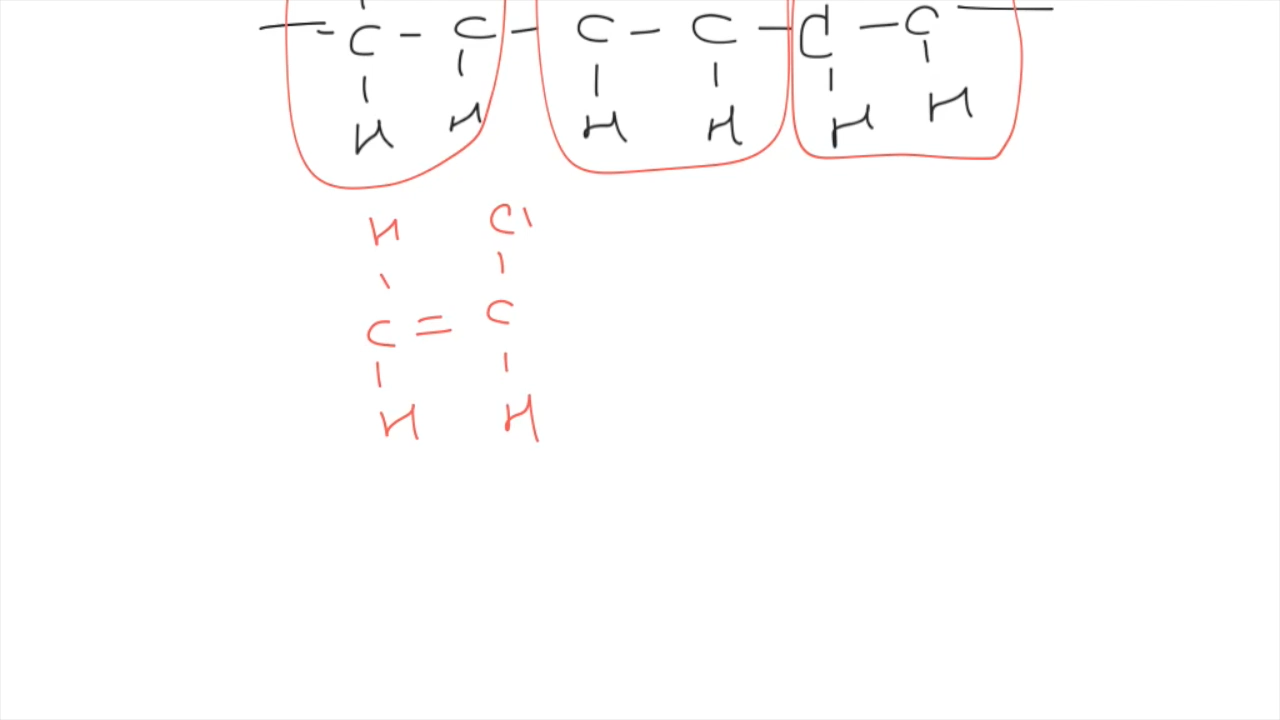 — C – C – C – C – C – C —
H H H H H H
H Cl
C = C
H H